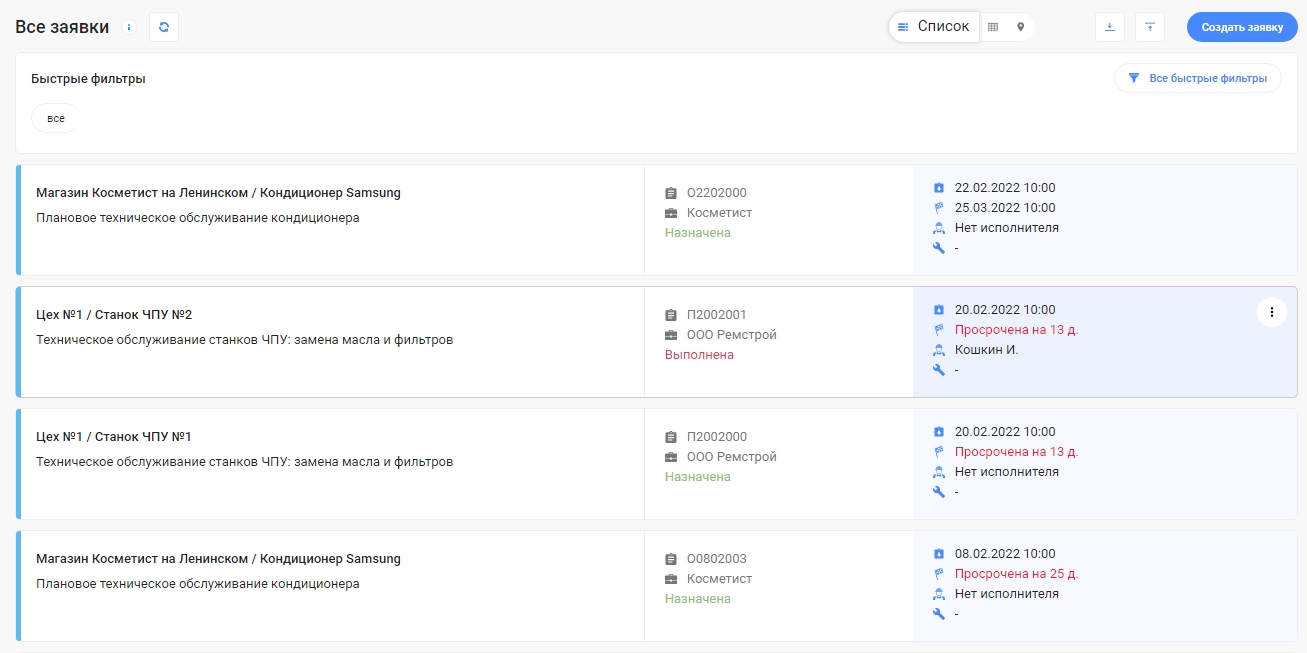 Все заявки
Список
Создать заявку
Быстрые фильтры
Все быстрые фильтры
все
Магазин Косметист на Ленинском / Кондиционер Samsung
Плановое техническое обслуживание кондиционера
О2202000
Косметист
Назначена
22.02.2022 10:00
25.03.2022 10:00
Нет исполнителя
-
Цех №1 / Станок ЧПУ №2
Техническое обслуживание станков ЧПУ: замена масла и фильтров
П2002001
ООО Ремстрой
Выполнена
20.02.2022 10:00
Просрочена на 13 д.
Кошкин И.
-
Цех №1 / Станок ЧПУ №1
Техническое обслуживание станков ЧПУ: замена масла и фильтров
П2002000
ООО Ремстрой
Назначена
20.02.2022 10:00
Просрочена на 13 д.
Нет исполнителя
-
Магазин Косметист на Ленинском / Кондиционер Samsung
Плановое техническое обслуживание кондиционера
О0802003
Косметист
Назначена
08.02.2022 10:00
Просрочена на 25 д.
Нет исполнителя
-